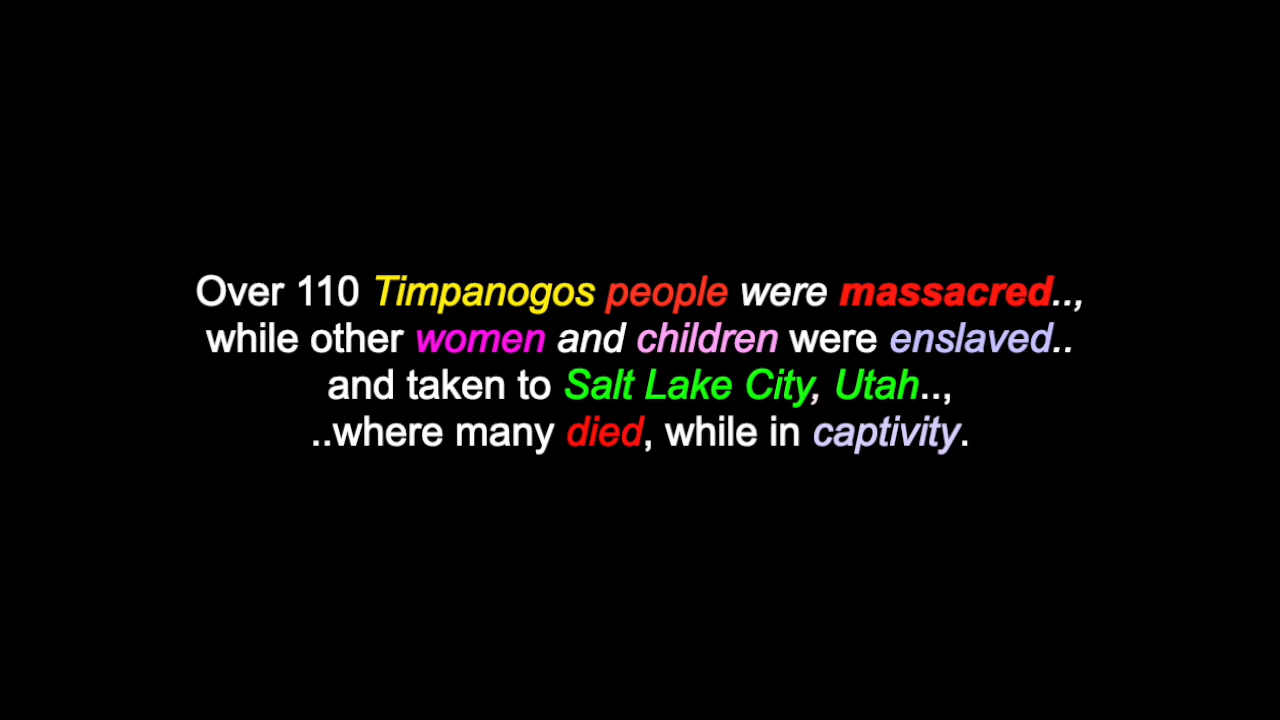 Over 110 Timpanogos people were massacred..,
while other women and children were enslaved..
and taken to Salt Lake City, Utah..,
..where many died, while in captivity.